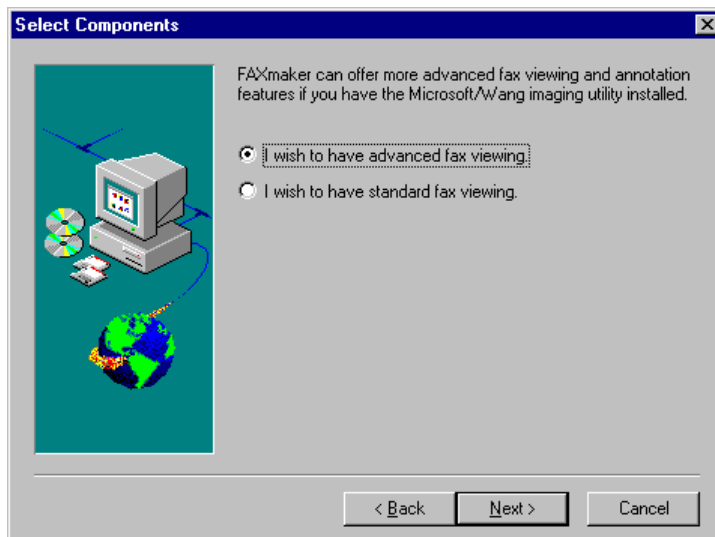 Select Components
FAXmaker can offer more advanced fax viewing and annotation
features if you have the Microsoft/Wang imaging utility installed.
I wish to have advanced fax viewing.
I wish to have standard fax viewing.
< Back
Next >
Cancel